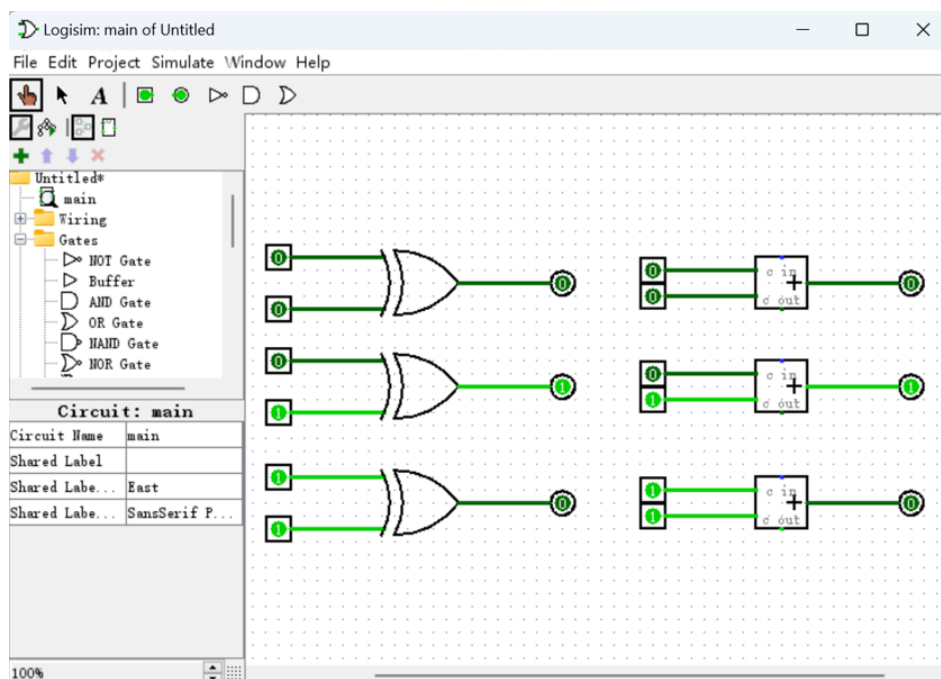 Logisim: main of Untitled
File Edit Project Simulate Window Help
A
Untitled*
main
Wiring
Gates
NOT Gate
Buffer
AND Gate
OR Gate
NAND Gate
NOR Gate
Circuit: main
Circuit Name main
Shared Label
Shared Labe... East
Shared Labe... SansSerif P...
100%
0 0
0 0
0
c in
+
c out
0
0 1
1
0 1
c in
+
c out
1
1 1
0
1 1
c in
+
c out
0